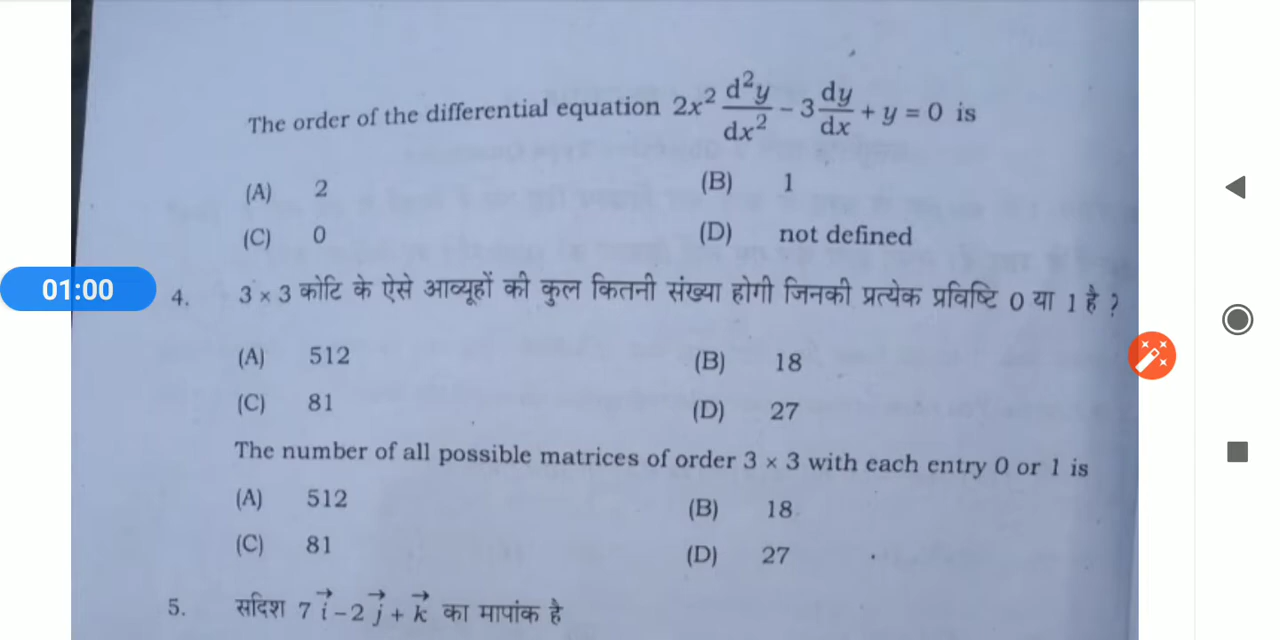 The order of the differential equation 2x² d²y/dx² – 3 dy/dx + y = 0 is
(A) 2 (B) 1
(C) 0 (D) not defined
01:00
4. 3 × 3 कोटि के ऐसे आव्यूहों की कुल कितनी संख्या होगी जिनकी प्रत्येक प्रविष्टि 0 या 1 है ?
(A) 512 (B) 18
(C) 81 (D) 27
The number of all possible matrices of order 3 × 3 with each entry 0 or 1 is
(A) 512 (B) 18
(C) 81 (D) 27
5. सदिश 7 i⃗ – 2 j⃗ + k⃗ का मापांक है